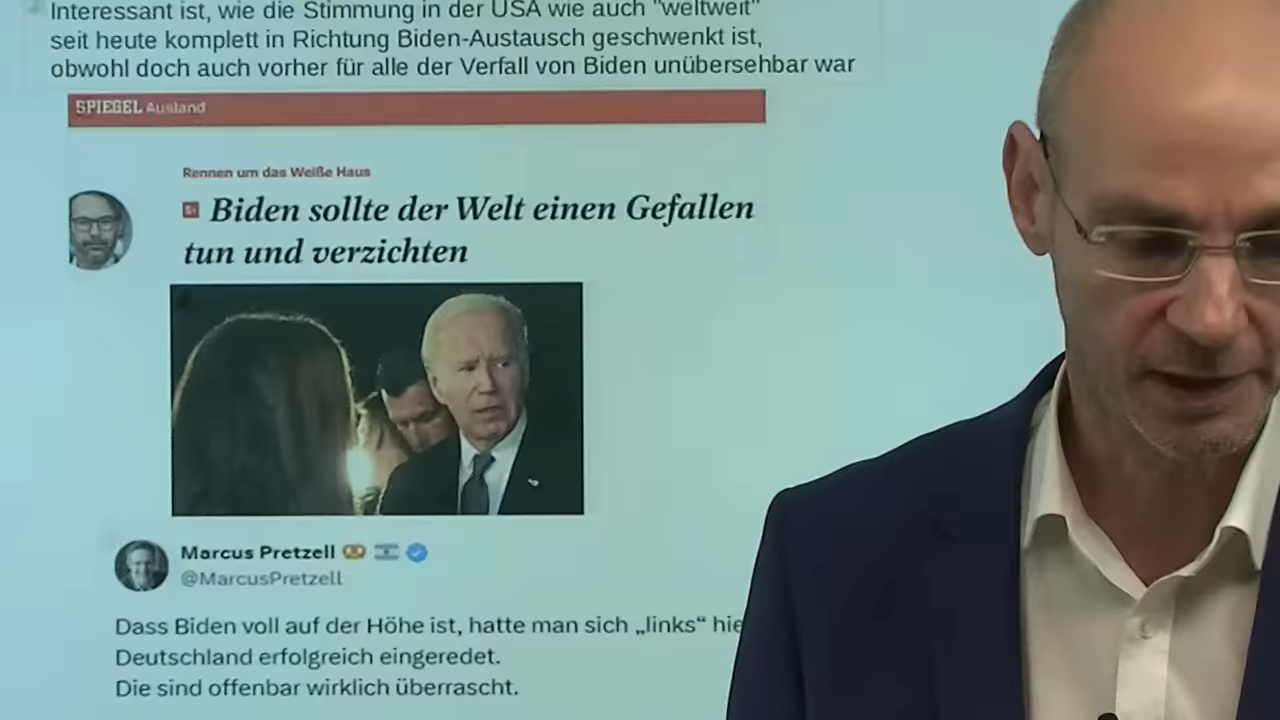 Interessant ist, wie die Stimmung in der USA wie auch "weltweit"
seit heute komplett in Richtung Biden-Austausch geschwenkt ist,
obwohl doch auch vorher für alle der Verfall von Biden unübersehbar war
SPIEGEL Ausland
Rennen um das Weiße Haus
S+ Biden sollte der Welt einen Gefallen
tun und verzichten
Marcus Pretzell
@MarcusPretzell
Dass Biden voll auf der Höhe ist, hatte man sich „links“ hie
Deutschland erfolgreich eingeredet.
Die sind offenbar wirklich überrascht.